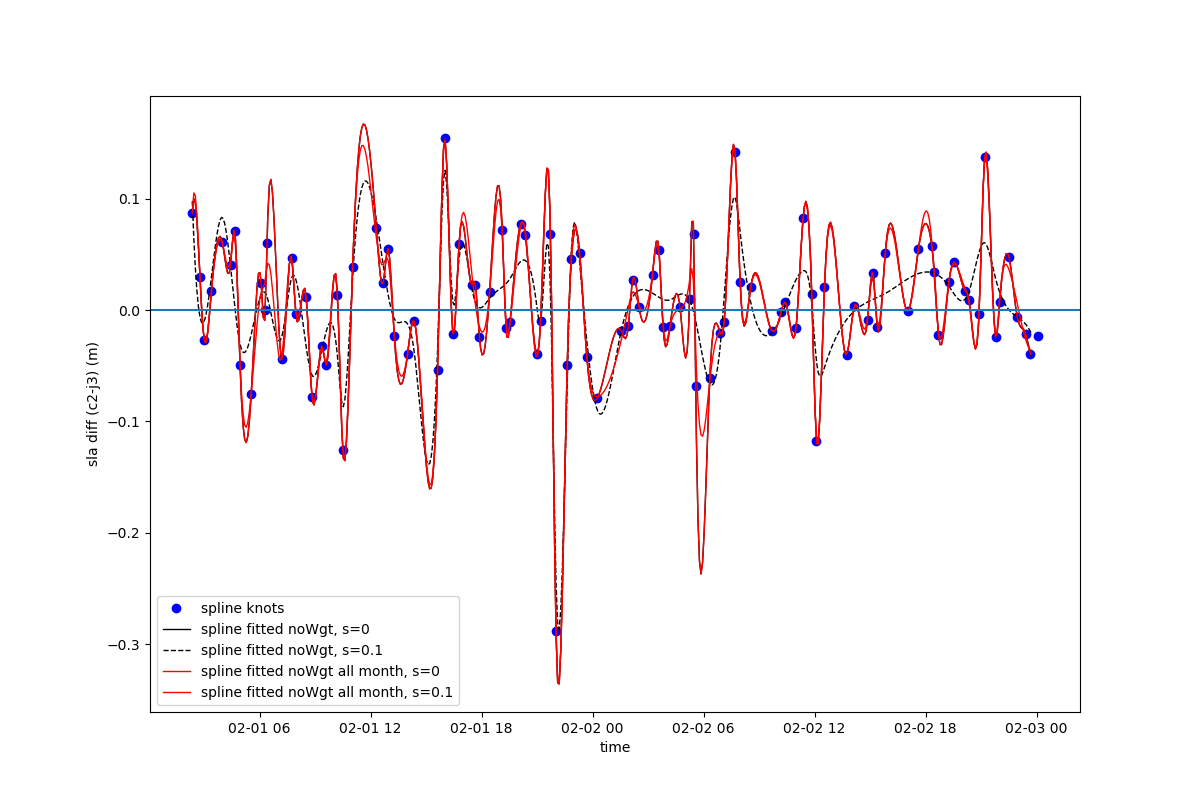 0.1
0.0
−0.1
−0.2
−0.3
sla diff (c2-j3) (m)
spline knots
spline fitted noWgt, s=0
spline fitted noWgt, s=0.1
spline fitted noWgt all month, s=0
spline fitted noWgt all month, s=0.1
02-01 06
02-01 12
02-01 18
02-02 00
02-02 06
02-02 12
02-02 18
02-03 00
time